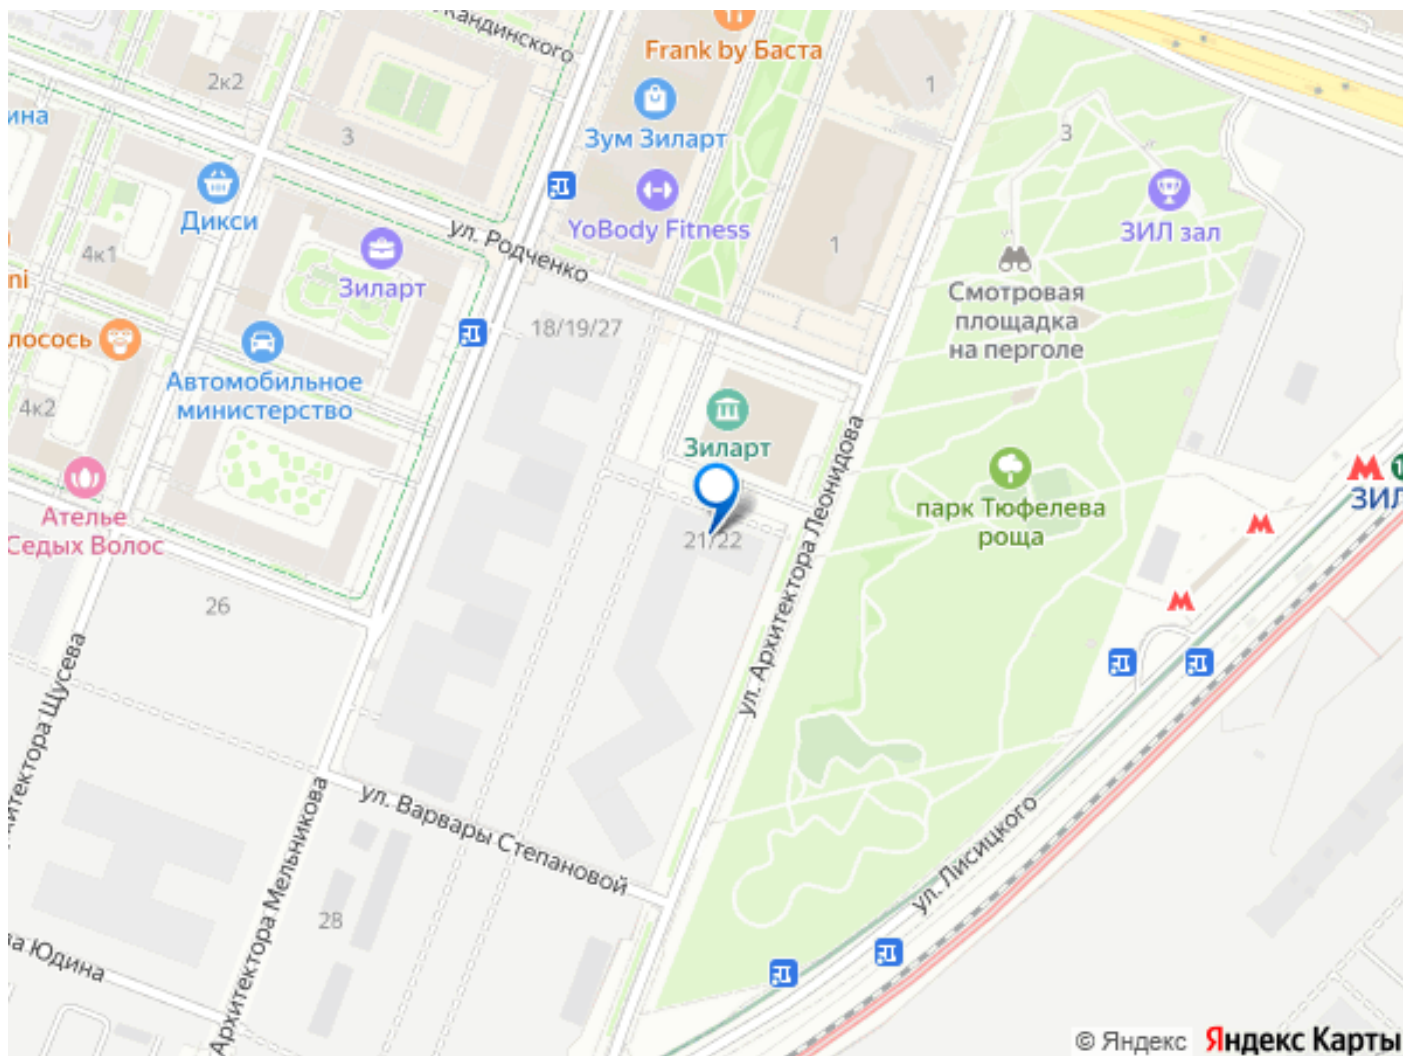 Кандинского
Frank by Баста
2к2
1
ина
3
Зум Зиларт
3
Дикси
YoBody Fitness
ул. Родченко
ЗИЛ зал
4к1
1
ni
Зиларт
Смотровая
площадка
на перголе
18/19/27
лосось
Автомобильное
министерство
4к2
Зиларт
ул. Архитектора Леонидова
парк Тюфелева
роща
ЗИЛ
Ателье
Седых Волос
21/22
26
Архитектора Щусева
ул. Варвары Степановой
Архитектора Мельникова
ул. Лисицкого
28
а Юдина
© Яндекс
Яндекс Карты